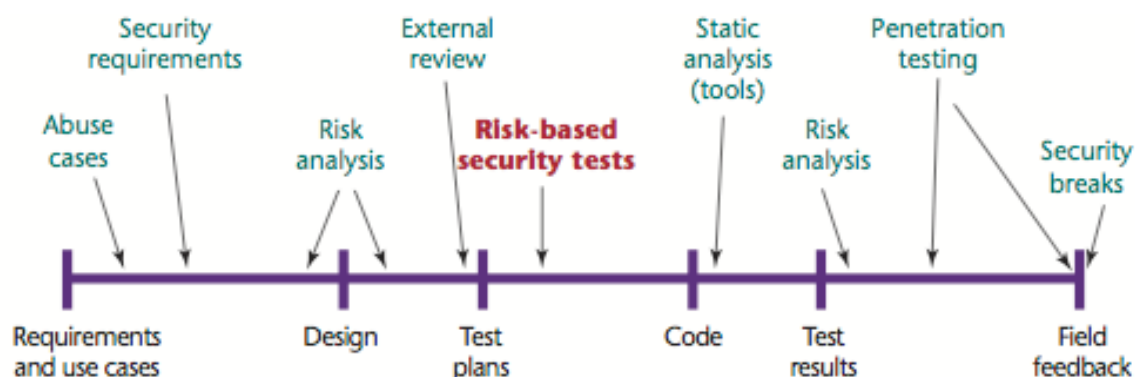 Security
requirements
External
review
Static
analysis
(tools)
Penetration
testing
Abuse
cases
Risk
analysis
Risk-based
security tests
Risk
analysis
Security
breaks
Requirements
and use cases
Design
Test
plans
Code
Test
results
Field
feedback